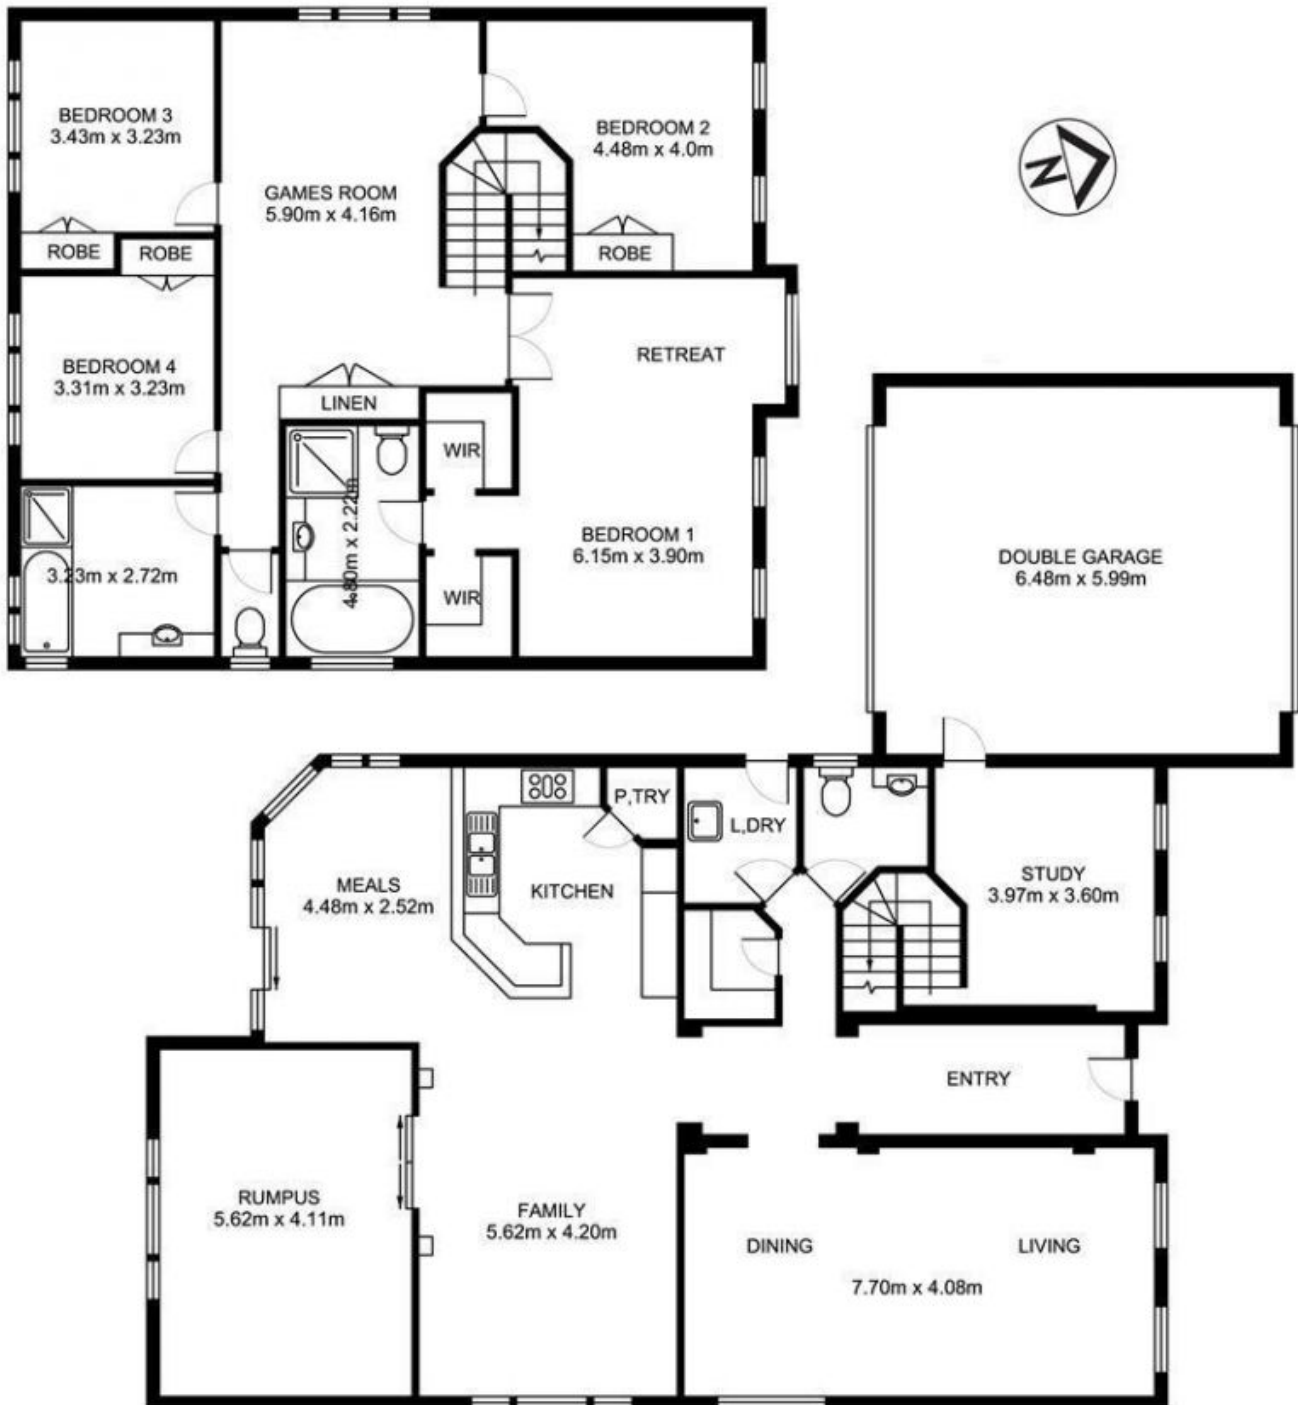 BEDROOM 3
3.43m x 3.23m
BEDROOM 2
4.48m x 4.0m
GAMES ROOM
5.90m x 4.16m
N
ROBE
ROBE
ROBE
BEDROOM 4
3.31m x 3.23m
RETREAT
LINEN
WIR
4.80m x 2.22m
BEDROOM 1
6.15m x 3.90m
3.23m x 2.72m
WIR
DOUBLE GARAGE
6.48m x 5.99m
P,TRY
L,DRY
MEALS
4.48m x 2.52m
KITCHEN
STUDY
3.97m x 3.60m
ENTRY
RUMPUS
5.62m x 4.11m
FAMILY
5.62m x 4.20m
DINING
LIVING
7.70m x 4.08m